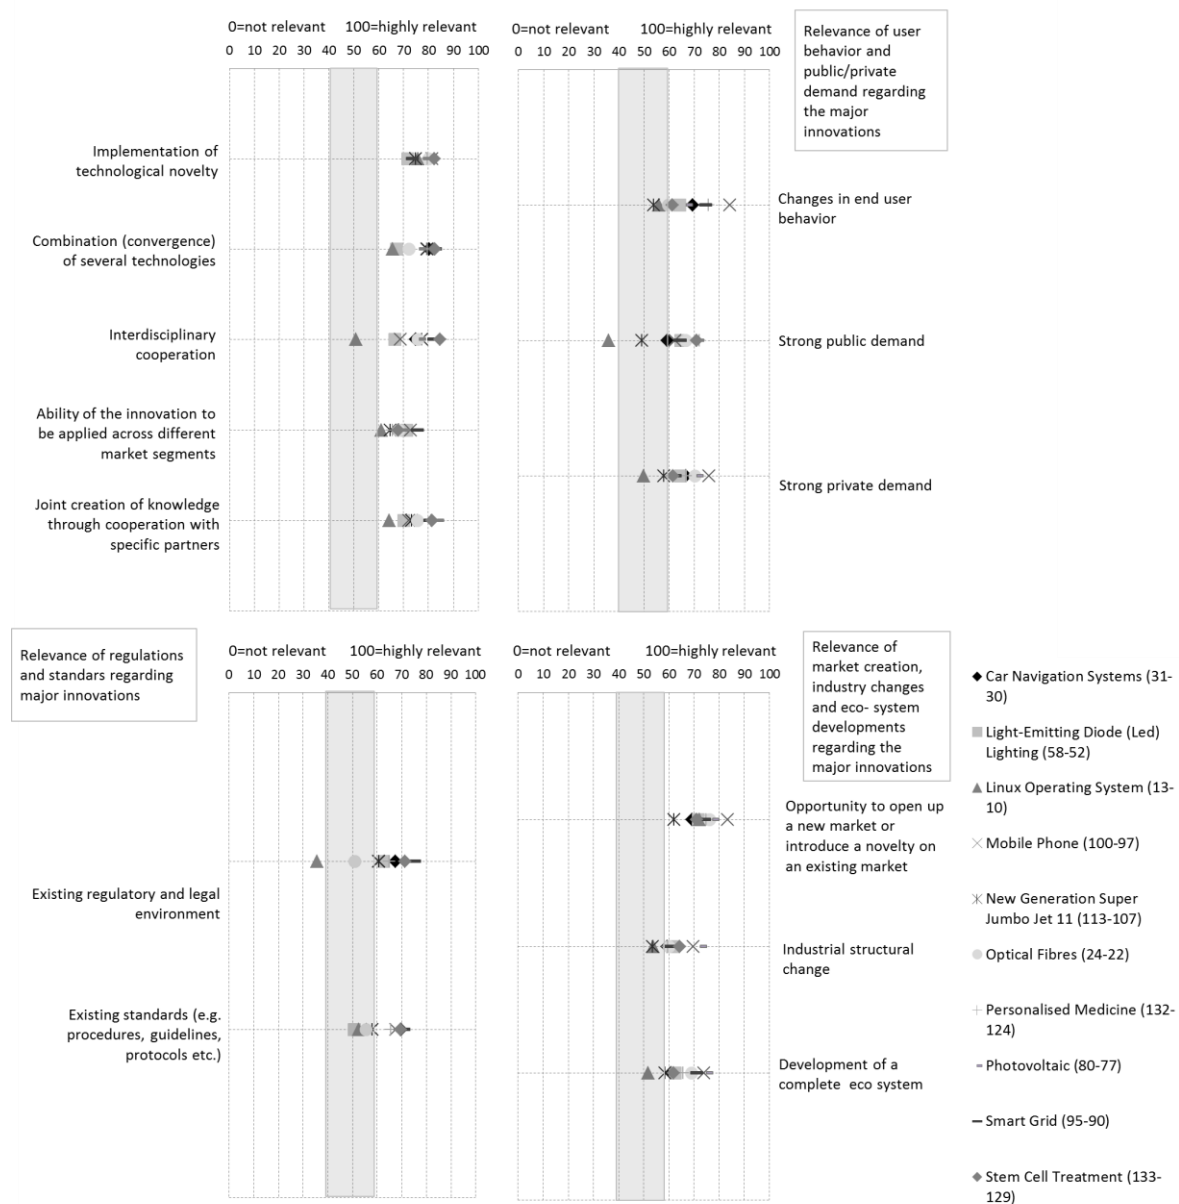 0=not relevant 100=highly relevant
0 10 20 30 40 50 60 70 80 90 100
Implementation of
technological novelty
Combination (convergence)
of several technologies
Interdisciplinary
cooperation
Ability of the innovation to
be applied across different
market segments
Joint creation of knowledge
through cooperation with
specific partners
0=not relevant 100=highly relevant
0 10 20 30 40 50 60 70 80 90 100
Relevance of user
behavior and
public/private
demand regarding
the major
innovations
Changes in end user
behavior
Strong public demand
Strong private demand
Relevance of regulations
and standars regarding
major innovations
0=not relevant 100=highly relevant
0 10 20 30 40 50 60 70 80 90 100
Existing regulatory and legal
environment
Existing standards (e.g.
procedures, guidelines,
protocols etc.)
0=not relevant 100=highly relevant
0 10 20 30 40 50 60 70 80 90 100
Relevance of
market creation,
industry changes
and eco- system
developments
regarding the
major innovations
Opportunity to open up
a new market or
introduce a novelty on
an existing market
Industrial structural
change
Development of a
complete eco system
Car Navigation Systems (31-
30)
Light-Emitting Diode (Led)
Lighting (58-52)
Linux Operating System (13-
10)
Mobile Phone (100-97)
New Generation Super
Jumbo Jet 11 (113-107)
Optical Fibres (24-22)
Personalised Medicine (132-
124)
Photovoltaic (80-77)
Smart Grid (95-90)
Stem Cell Treatment (133-
129)